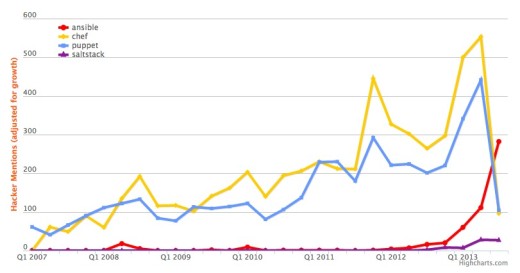 600
ansible
chef
puppet
saltstack
500
400
300
200
100
0
Hacker Mentions (adjusted for growth)
Q1 2007
Q1 2008
Q1 2009
Q1 2010
Q1 2011
Q1 2012
Q1 2013
Highcharts.com